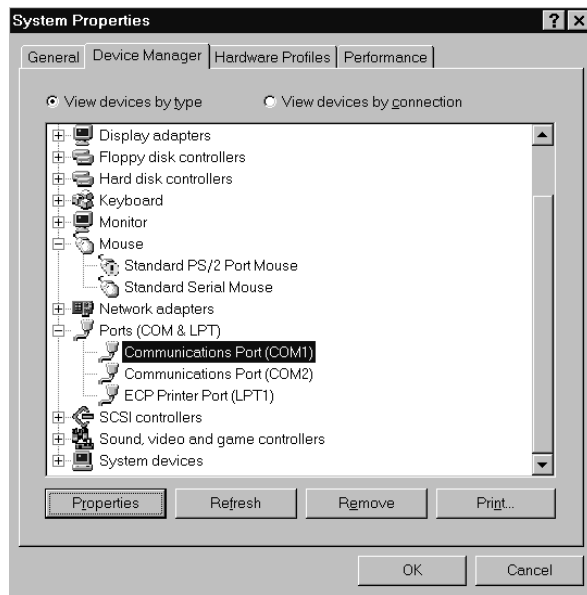 System Properties
General Device Manager Hardware Profiles Performance
View devices by type View devices by connection
Display adapters
Floppy disk controllers
Hard disk controllers
Keyboard
Monitor
Mouse
Standard PS/2 Port Mouse
Standard Serial Mouse
Network adapters
Ports (COM & LPT)
Communications Port (COM1)
Communications Port (COM2)
ECP Printer Port (LPT1)
SCSI controllers
Sound, video and game controllers
System devices
Properties Refresh Remove Print...
OK Cancel